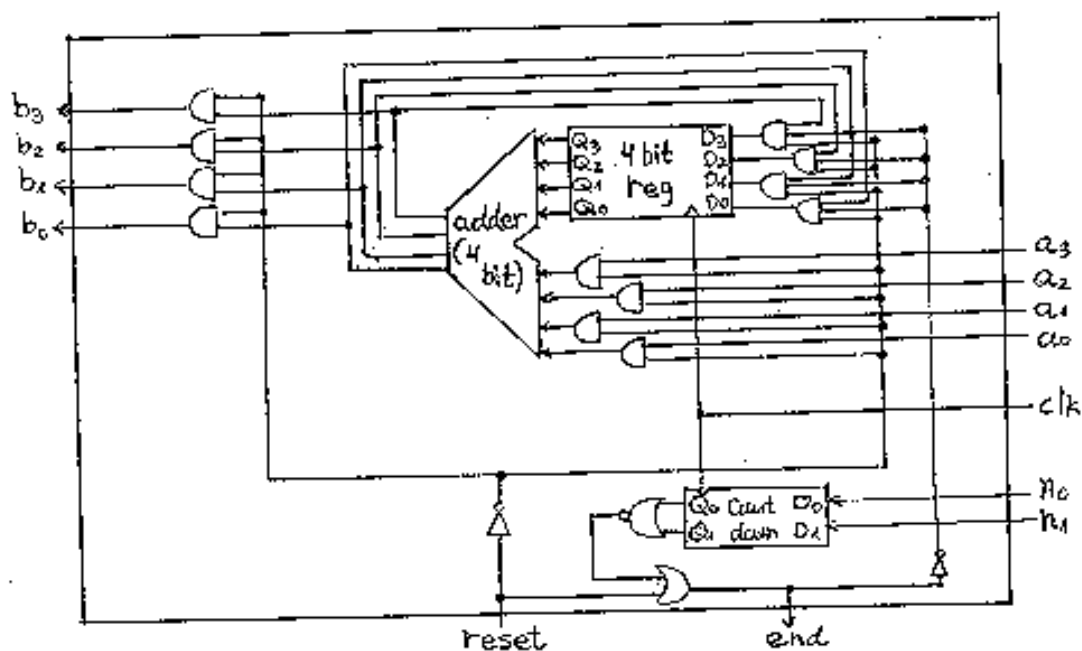 b3
b2
b1
b0
adder
(4
bit)
Q3 D3
Q2 D2
Q1 D1
Q0 D0
4 bit
reg
a3
a2
a1
a0
clk
n0
n1
Q0 D0
Q1 down D1
reset
end